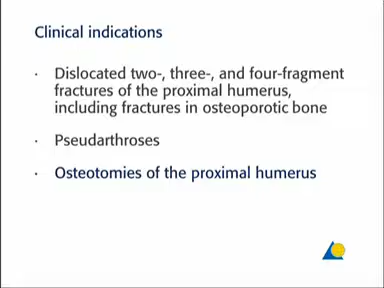 Clinical indications
· Dislocated two-, three-, and four-fragment
fractures of the proximal humerus,
including fractures in osteoporotic bone
· Pseudarthroses
· Osteotomies of the proximal humerus